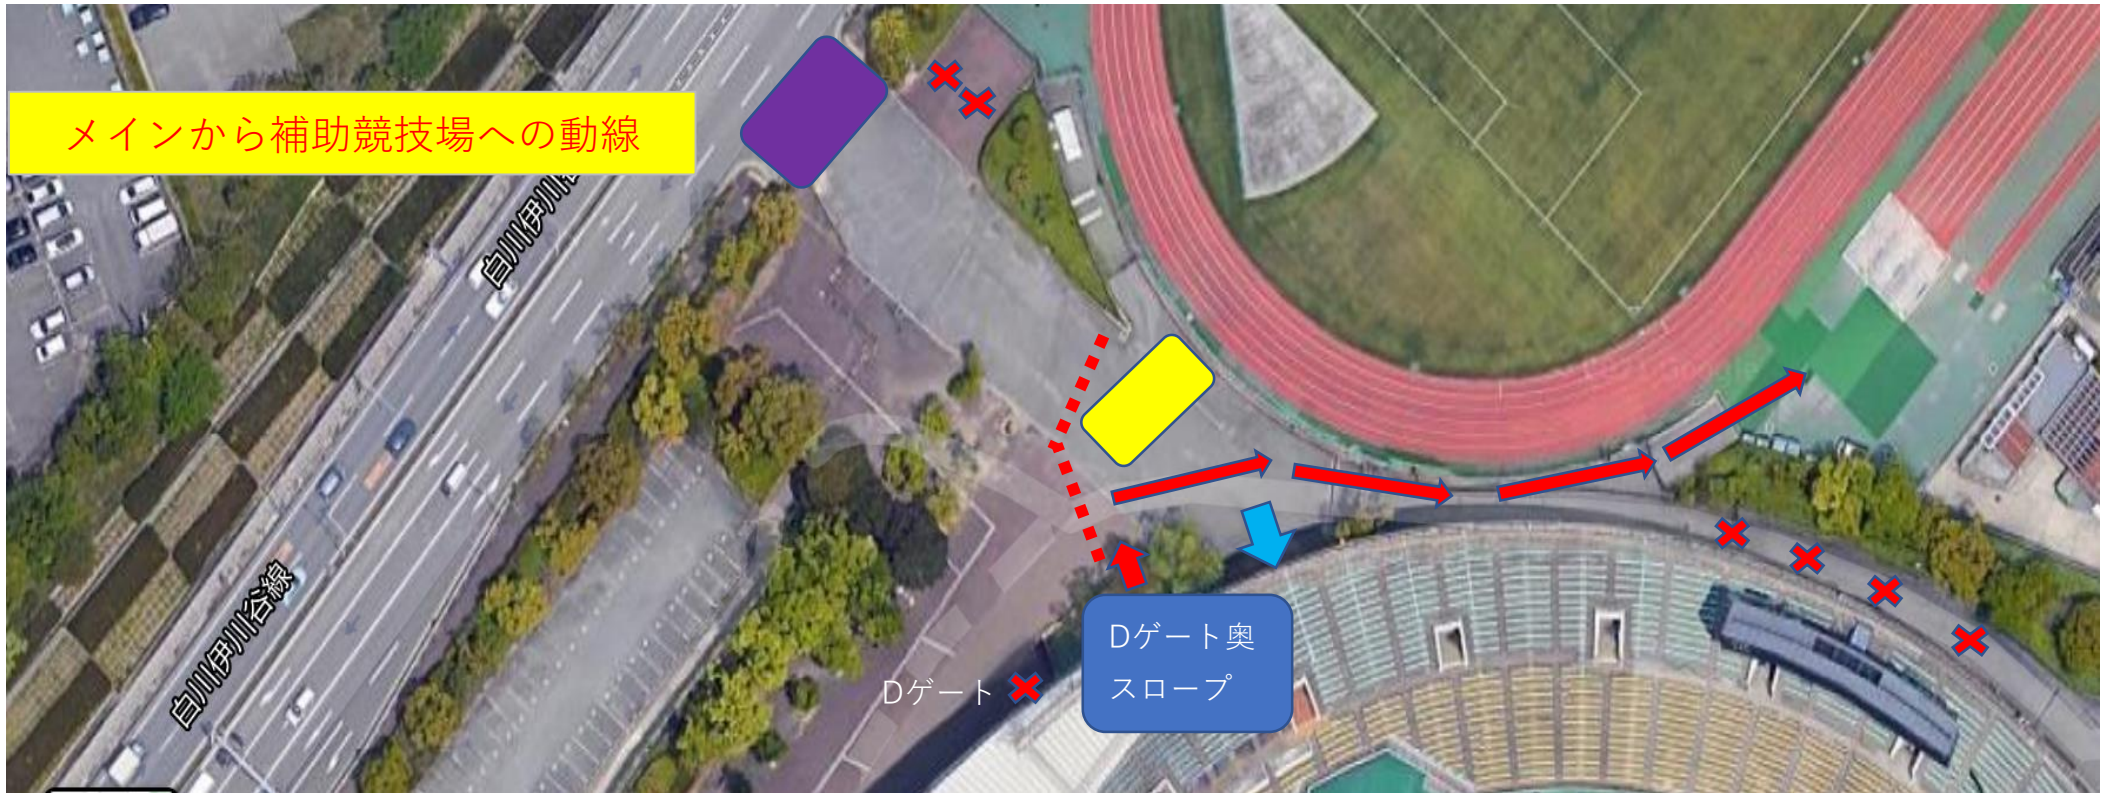 メインから補助競技場への動線
白川伊川谷線
白川伊川谷線
Dゲート奥
スロープ
Dゲート